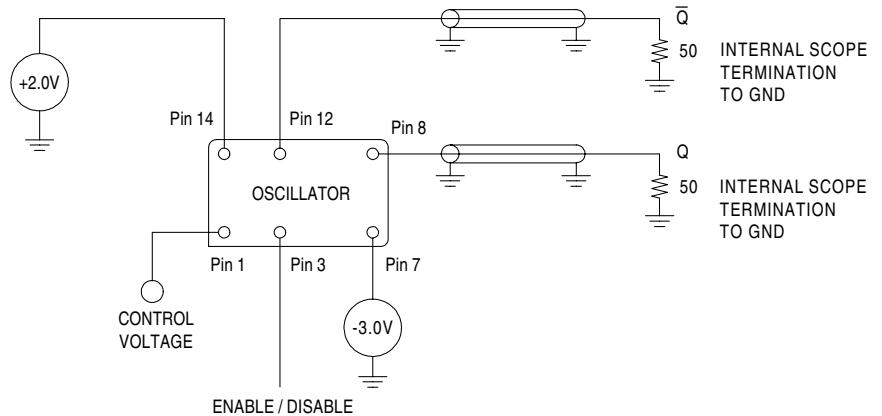 Q̅
50 INTERNAL SCOPE
TERMINATION
TO GND
+2.0V
Pin 14
Pin 12
Pin 8
Q
50 INTERNAL SCOPE
TERMINATION
TO GND
OSCILLATOR
Pin 1
Pin 3
Pin 7
CONTROL
VOLTAGE
-3.0V
ENABLE / DISABLE